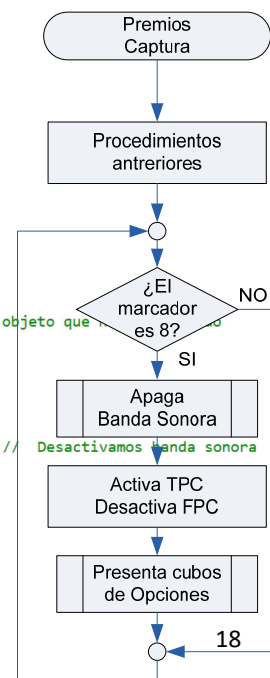 Premios
Captura
Procedimientos
antreriores
¿El
marcador
es 8?
NO
objeto que
SI
Apaga
Banda Sonora
// Desactivamos banda sonora
Activa TPC
Desactiva FPC
Presenta cubos
de Opciones
18